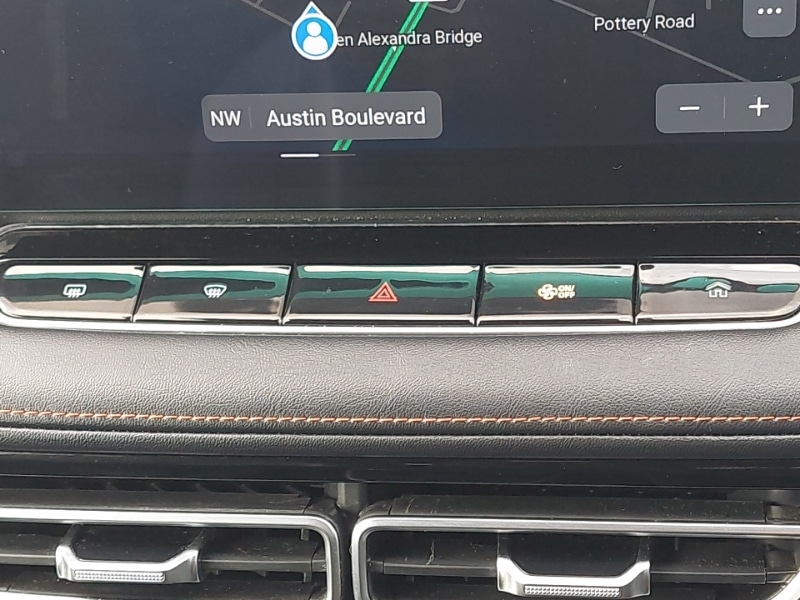 en Alexandra Bridge
Pottery Road
NW Austin Boulevard
ON/
OFF